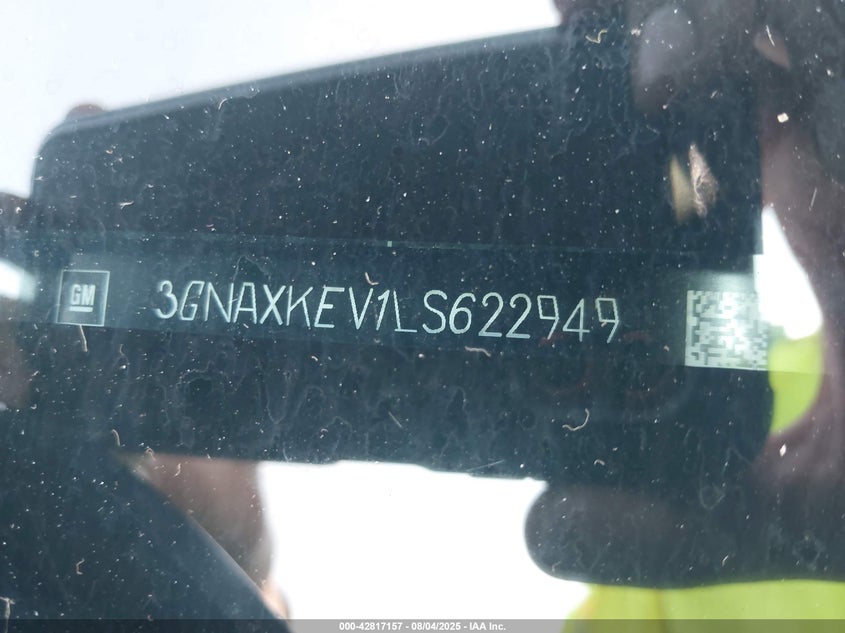 GM 3GNAXKEV1LS622949
000-42817157 - 08/04/2025 - IAA Inc.